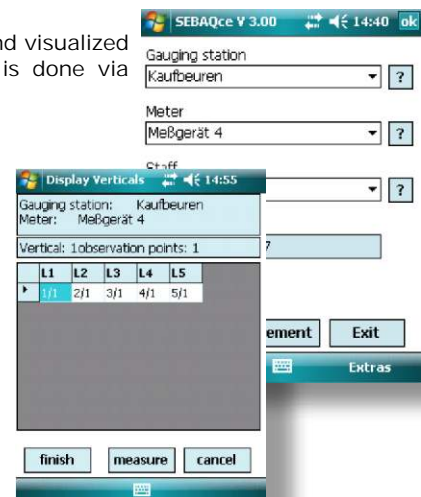 nd visualized
is done via
SEBAQce V 3.00 14:40 ok
Gauging station
Kaufbeuren ?
Meter
Meßgerät 4 ?
Staff
?
7
ement Exit
Extras
Display Verticals 14:55
Gauging station: Kaufbeuren
Meter: Meßgerät 4
Vertical: 1observation points: 1
L1 L2 L3 L4 L5
1/1 2/1 3/1 4/1 5/1
finish measure cancel